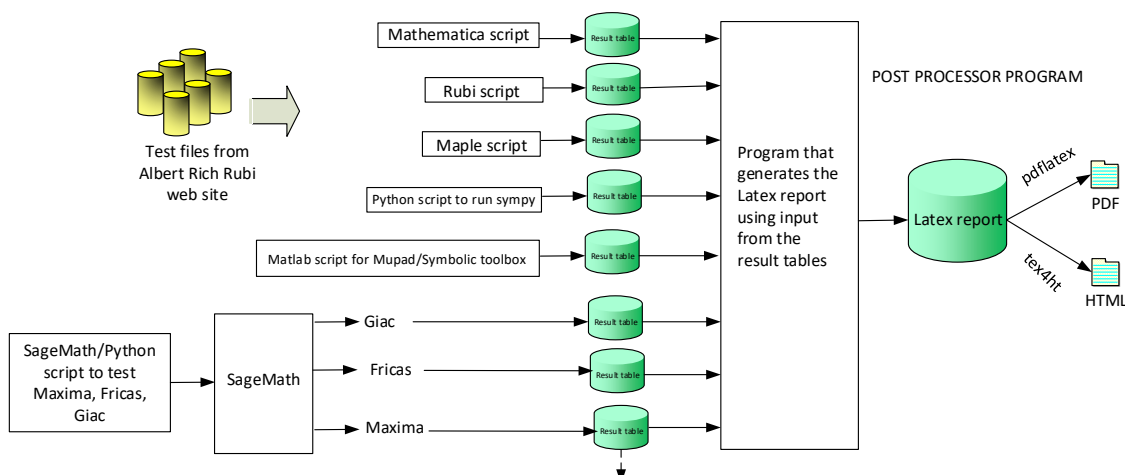 Mathematica script
Result table
Rubi script
Result table
Maple script
Result table
Python script to run sympy
Result table
Matlab script for Mupad/Symbolic toolbox
Result table
Test files from
Albert Rich Rubi
web site
SageMath/Python
script to test
Maxima, Fricas,
Giac
SageMath
Giac
Result table
Fricas
Result table
Maxima
Result table
Program that
generates the
Latex report
using input
from the
result tables
POST PROCESSOR PROGRAM
Latex report
pdflatex
PDF
tex4ht
HTML